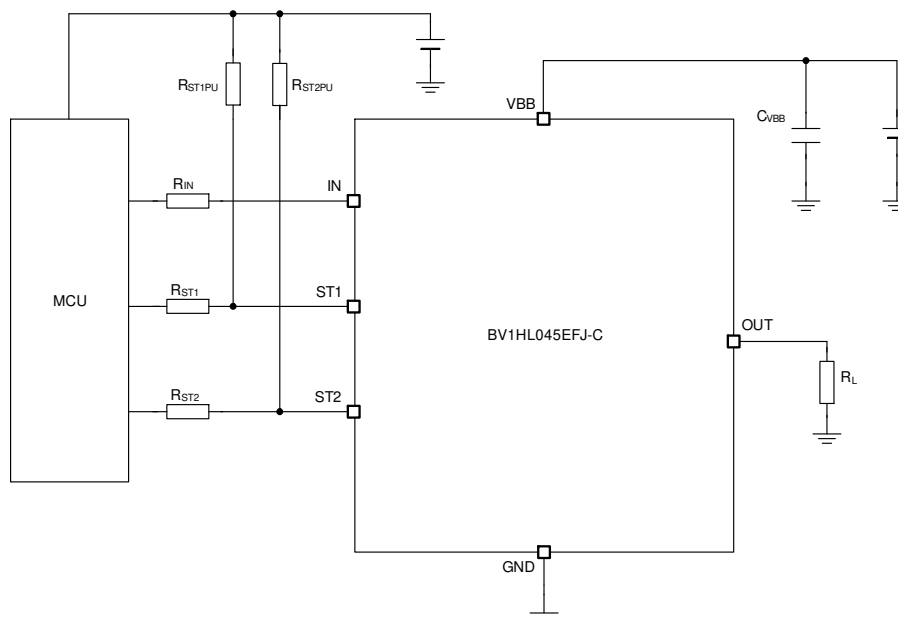 RST1PU
RST2PU
VBB
CVBB
RIN
IN
MCU
RST1
ST1
BV1HL045EFJ-C
OUT
RL
RST2
ST2
GND